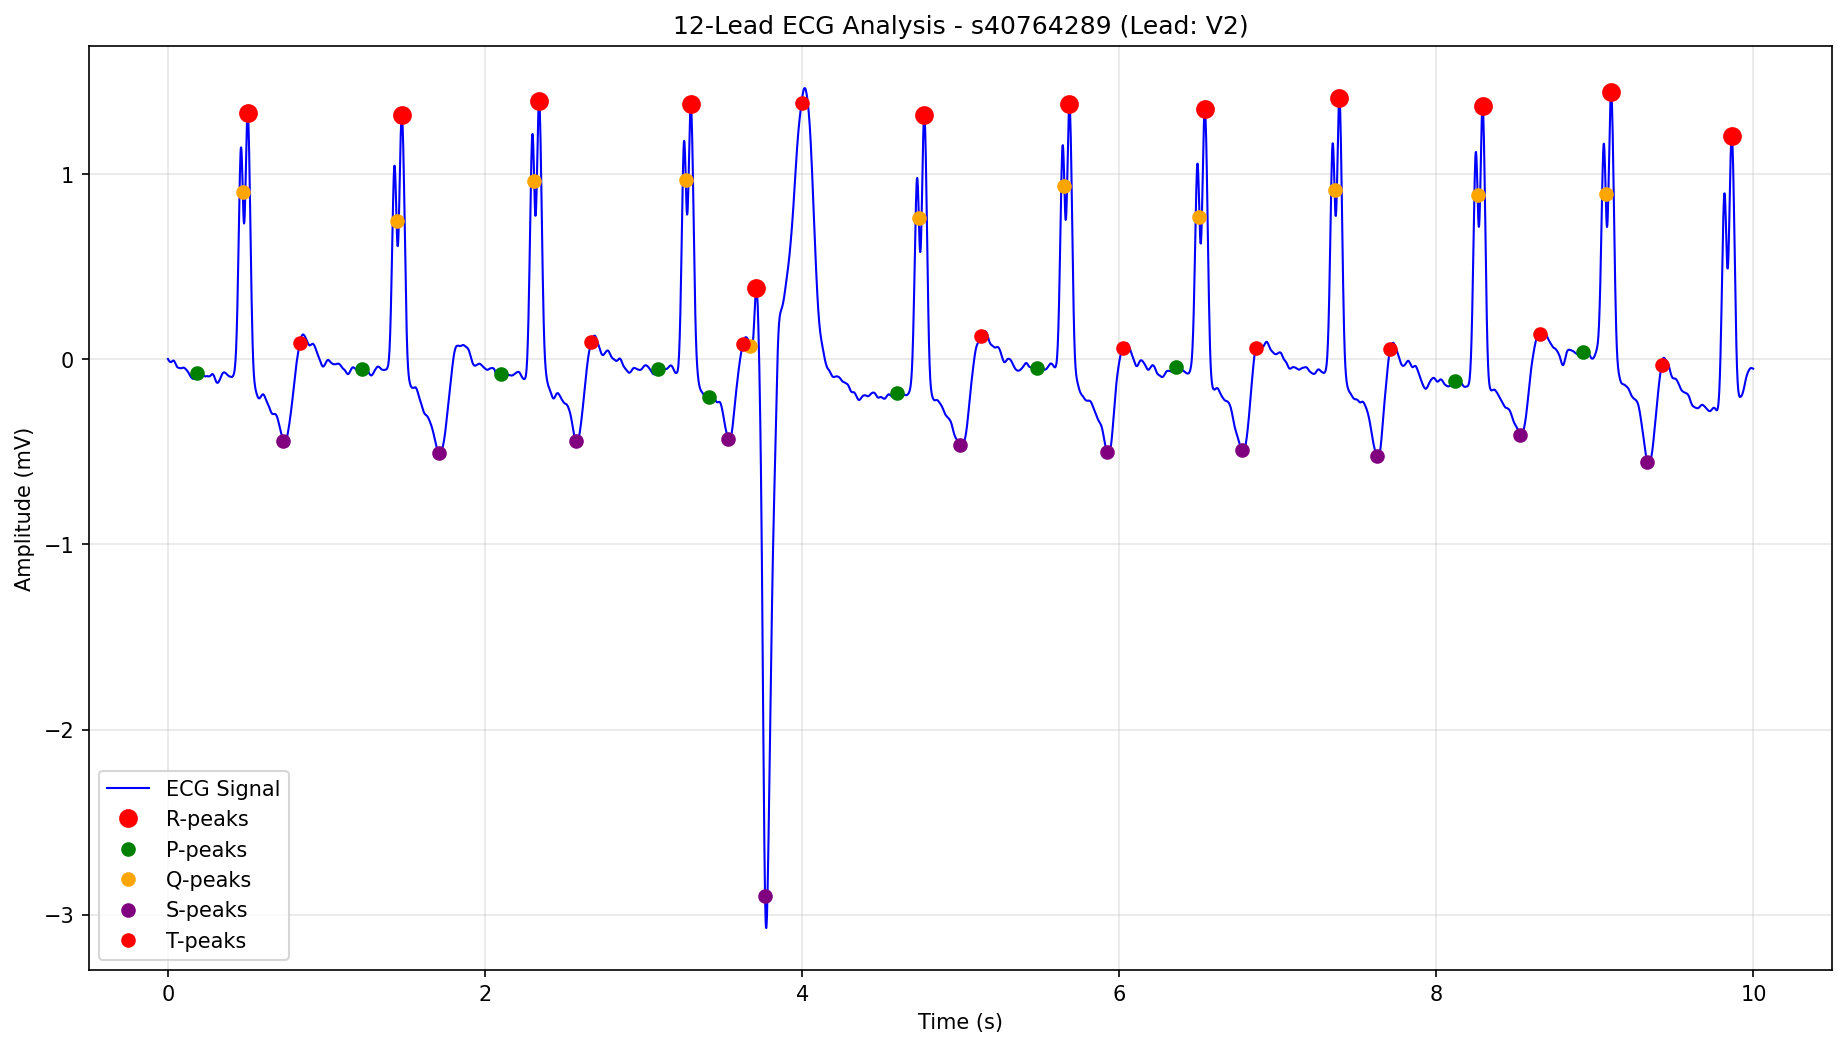 12-Lead ECG Analysis - s40764289 (Lead: V2)
Amplitude (mV)
1
0
−1
−2
−3
ECG Signal
R-peaks
P-peaks
Q-peaks
S-peaks
T-peaks
0 2 4 6 8 10
Time (s)